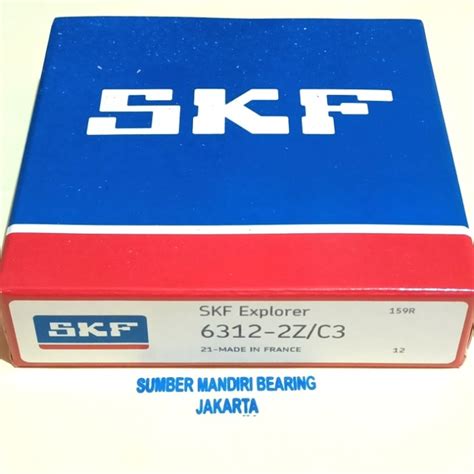 SKF
SKF
SKF Explorer
159R
6312-2Z/C3
21-MADE IN FRANCE
12
SUMBER MANDIRI BEARING
JAKARTA